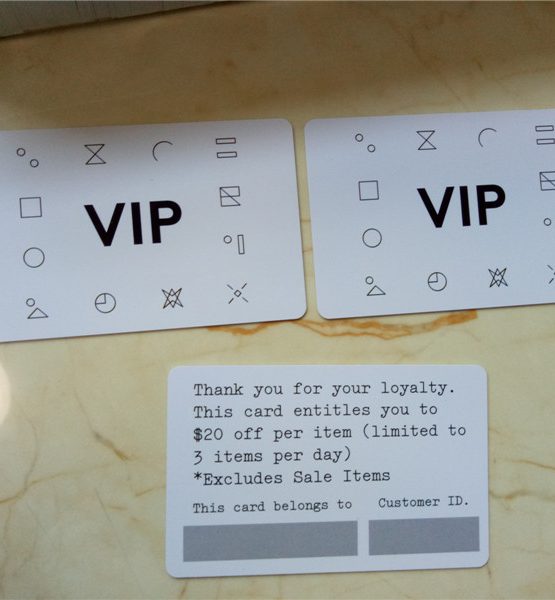 VIP
VIP
Thank you for your loyalty.
This card entitles you to
$20 off per item (limited to
3 items per day)
*Excludes Sale Items
This card belongs to
Customer ID.